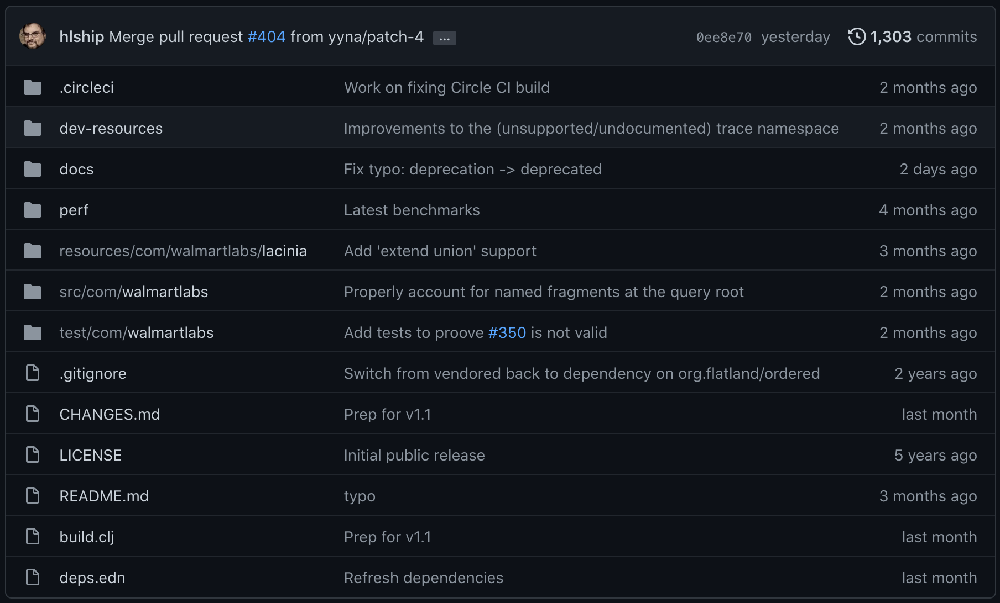 hlship Merge pull request #404 from yyna/patch-4 ... 0ee8e70 yesterday 1,303 commits
.circleci Work on fixing Circle CI build 2 months ago
dev-resources Improvements to the (unsupported/undocumented) trace namespace 2 months ago
docs Fix typo: deprecation -> deprecated 2 days ago
perf Latest benchmarks 4 months ago
resources/com/walmartlabs/lacinia Add 'extend union' support 3 months ago
src/com/walmartlabs Properly account for named fragments at the query root 2 months ago
test/com/walmartlabs Add tests to proove #350 is not valid 2 months ago
.gitignore Switch from vendored back to dependency on org.flatland/ordered 2 years ago
CHANGES.md Prep for v1.1 last month
LICENSE Initial public release 5 years ago
README.md typo 3 months ago
build.clj Prep for v1.1 last month
deps.edn Refresh dependencies last month